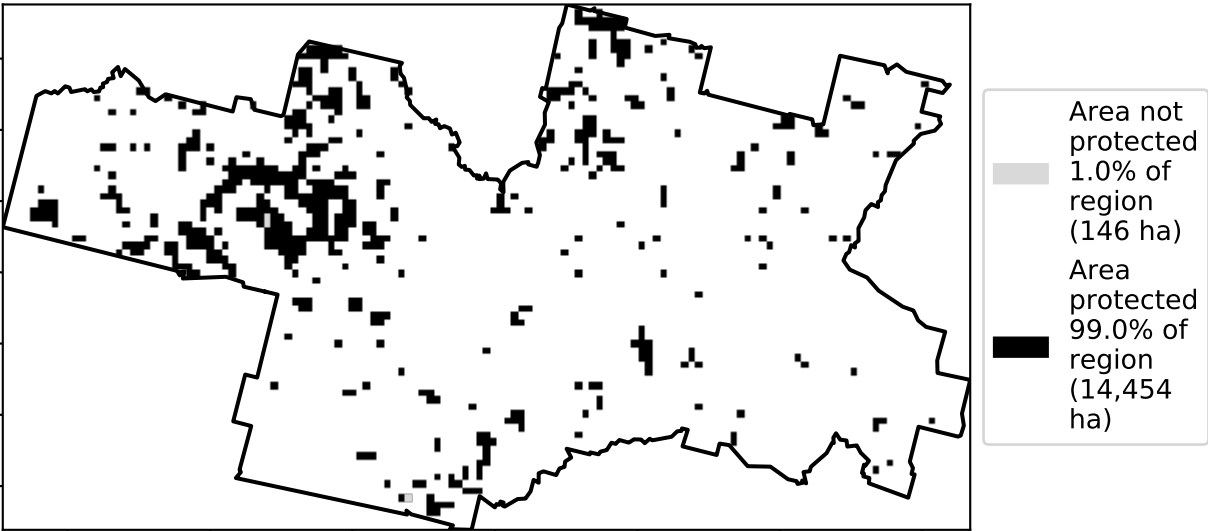 Area not
protected
1.0% of
region
(146 ha)
Area
protected
99.0% of
region
(14,454
ha)